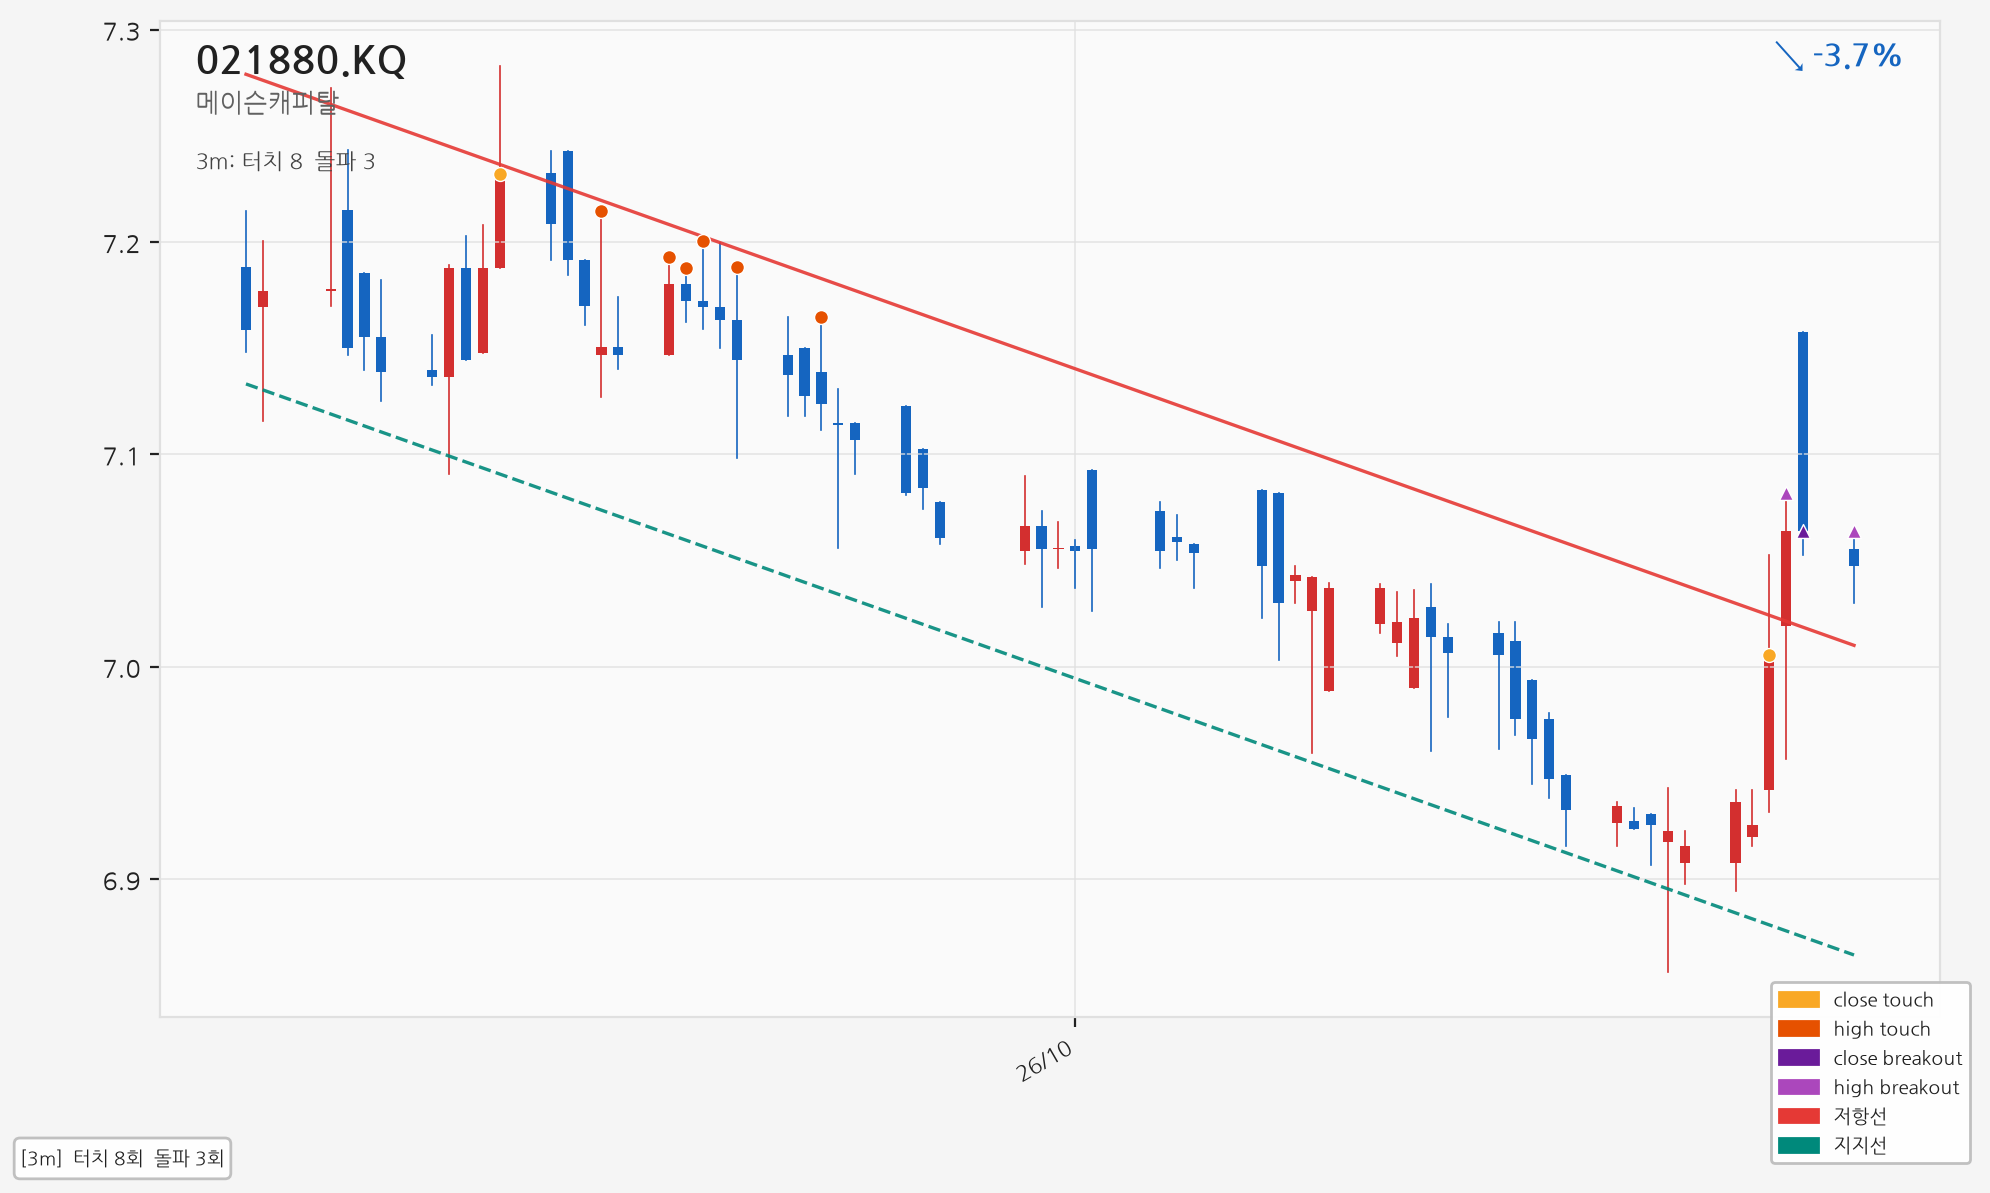 7.3
7.2
7.1
7.0
6.9
021880.KQ
메이슨캐피탈
3m: 터치 8 돌파 3
-3.7%
26/10
close touch
high touch
close breakout
high breakout
저항선
지지선
[3m] 터치 8회 돌파 3회